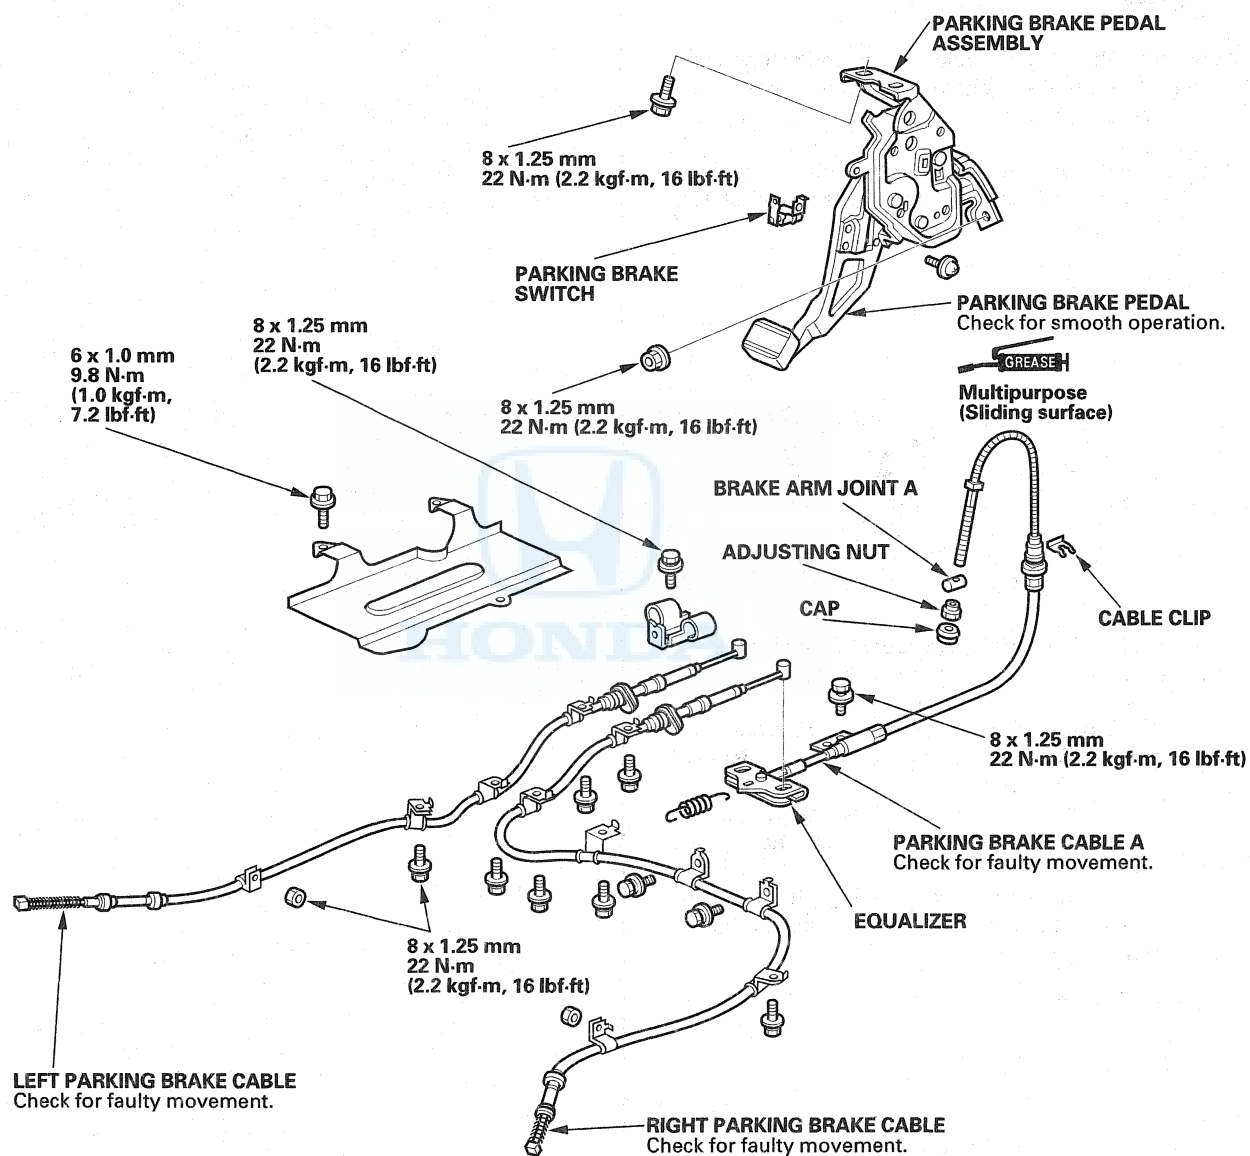 PARKING BRAKE PEDAL
ASSEMBLY
8 x 1.25 mm
22 N·m (2.2 kgf·m, 16 lbf·ft)
PARKING BRAKE
SWITCH
PARKING BRAKE PEDAL
Check for smooth operation.
GREASE
Multipurpose
(Sliding surface)
8 x 1.25 mm
22 N·m
(2.2 kgf·m, 16 lbf·ft)
6 x 1.0 mm
9.8 N·m
(1.0 kgf·m,
7.2 lbf·ft)
8 x 1.25 mm
22 N·m (2.2 kgf·m, 16 lbf·ft)
BRAKE ARM JOINT A
ADJUSTING NUT
CAP
CABLE CLIP
HONDA
8 x 1.25 mm
22 N·m (2.2 kgf·m, 16 lbf·ft)
PARKING BRAKE CABLE A
Check for faulty movement.
EQUALIZER
8 x 1.25 mm
22 N·m
(2.2 kgf·m, 16 lbf·ft)
LEFT PARKING BRAKE CABLE
Check for faulty movement.
RIGHT PARKING BRAKE CABLE
Check for faulty movement.